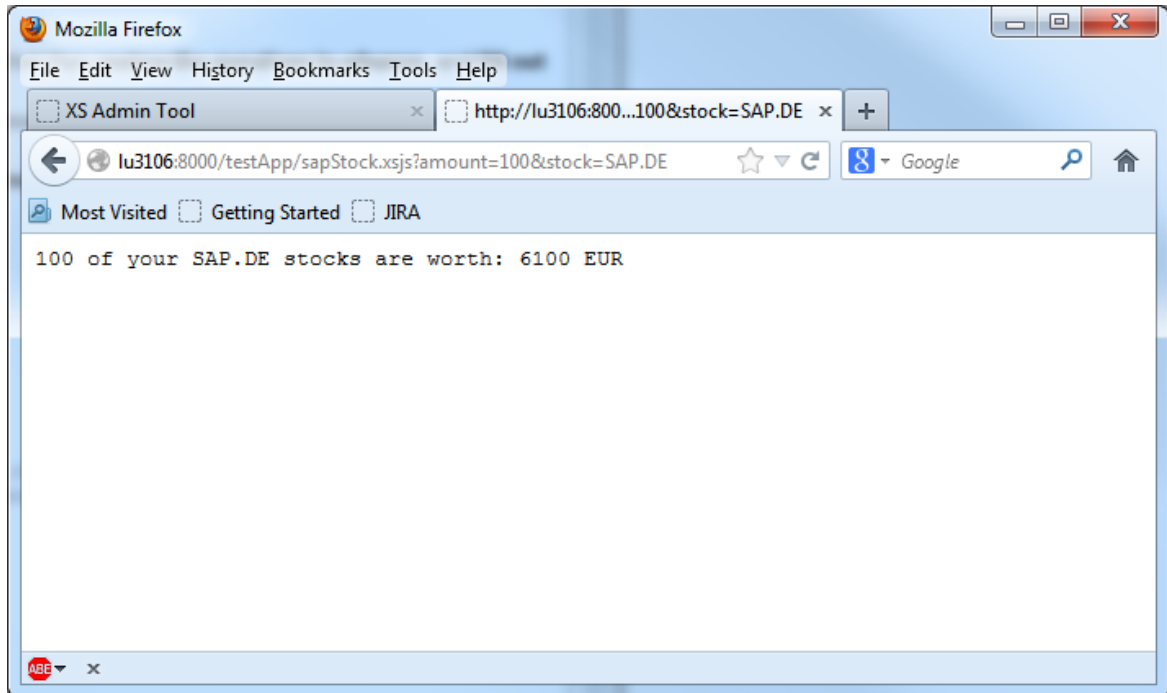 Mozilla Firefox
File Edit View History Bookmarks Tools Help
XS Admin Tool
http://lu3106:800...100&stock=SAP.DE
lu3106:8000/testApp/sapStock.xsjs?amount=100&stock=SAP.DE
8 Google
Most Visited Getting Started JIRA
100 of your SAP.DE stocks are worth: 6100 EUR
ABE